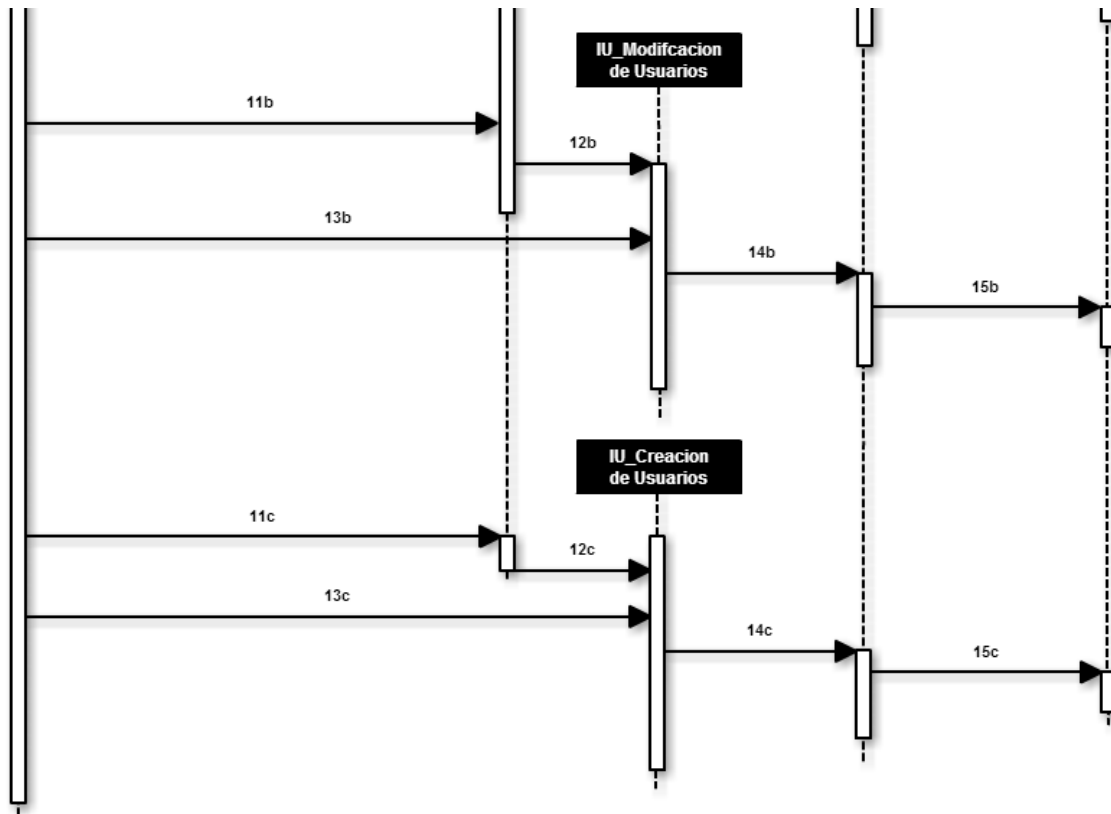 IU_Modifcacion
de Usuarios
11b
12b
13b
14b
15b
IU_Creacion
de Usuarios
11c
12c
13c
14c
15c